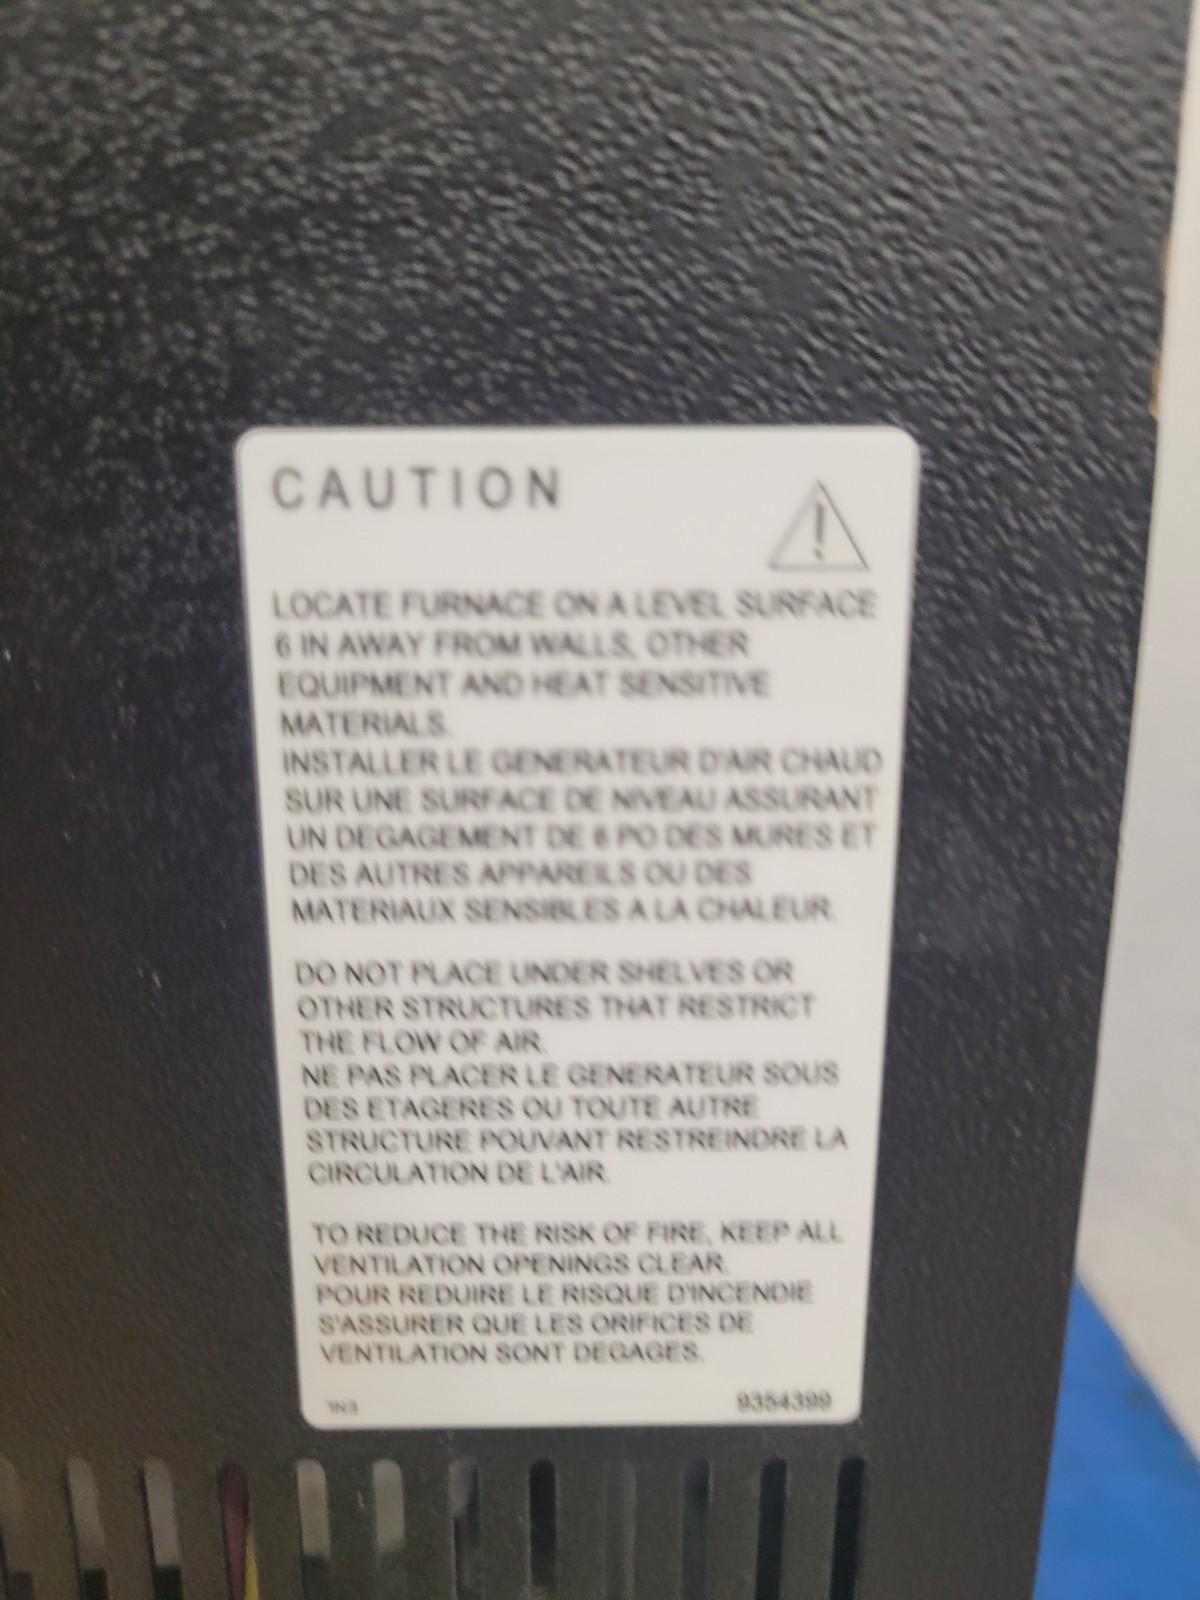 CAUTION
LOCATE FURNACE ON A LEVEL SURFACE
6 IN AWAY FROM WALLS, OTHER
EQUIPMENT AND HEAT SENSITIVE
MATERIALS.
INSTALLER LE GENERATEUR D'AIR CHAUD
SUR UNE SURFACE DE NIVEAU ASSURANT
UN DEGAGEMENT DE 6 PO DES MURES ET
DES AUTRES APPAREILS OU DES
MATERIAUX SENSIBLES A LA CHALEUR.
DO NOT PLACE UNDER SHELVES OR
OTHER STRUCTURES THAT RESTRICT
THE FLOW OF AIR.
NE PAS PLACER LE GENERATEUR SOUS
DES ETAGERES OU TOUTE AUTRE
STRUCTURE POUVANT RESTREINDRE LA
CIRCULATION DE L'AIR.
TO REDUCE THE RISK OF FIRE, KEEP ALL
VENTILATION OPENINGS CLEAR.
POUR REDUIRE LE RISQUE D'INCENDIE
S'ASSURER QUE LES ORIFICES DE
VENTILATION SONT DEGAGES.
9354399